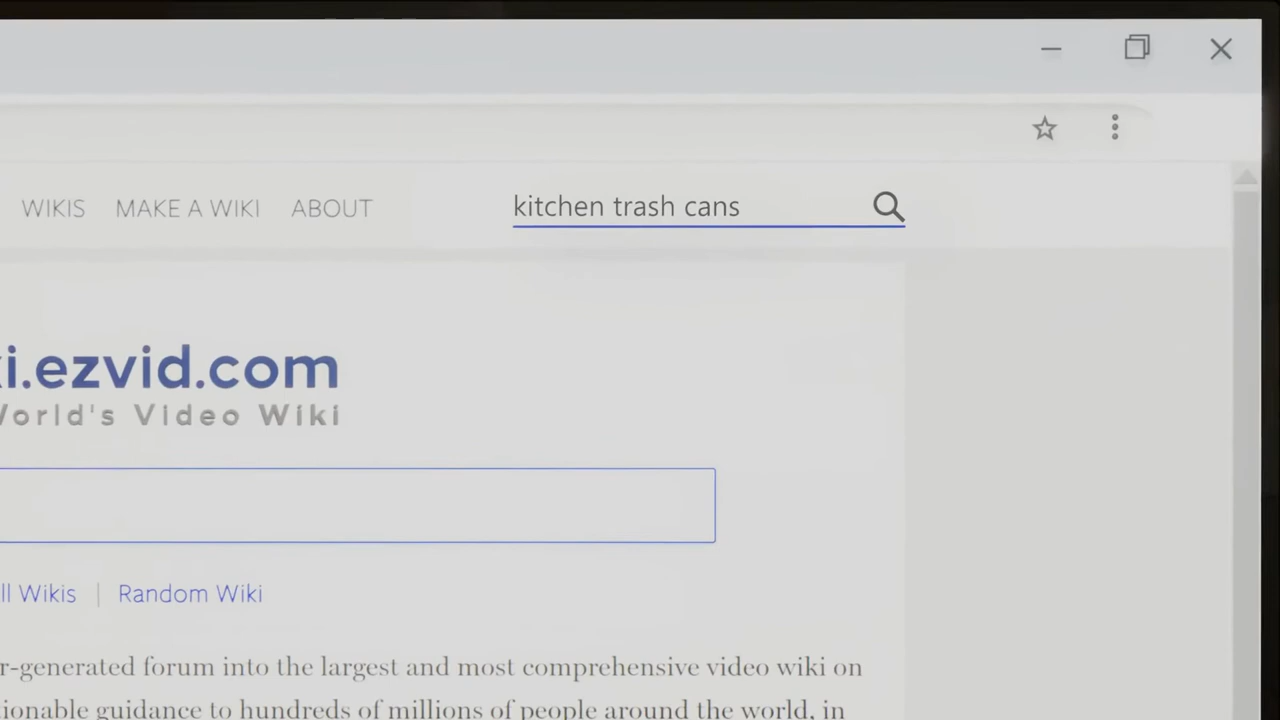 WIKIS MAKE A WIKI ABOUT kitchen trash cans
i.ezvid.com
World's Video Wiki
ll Wikis | Random Wiki
r-generated forum into the largest and most comprehensive video wiki on
ionable guidance to hundreds of millions of people around the world, in